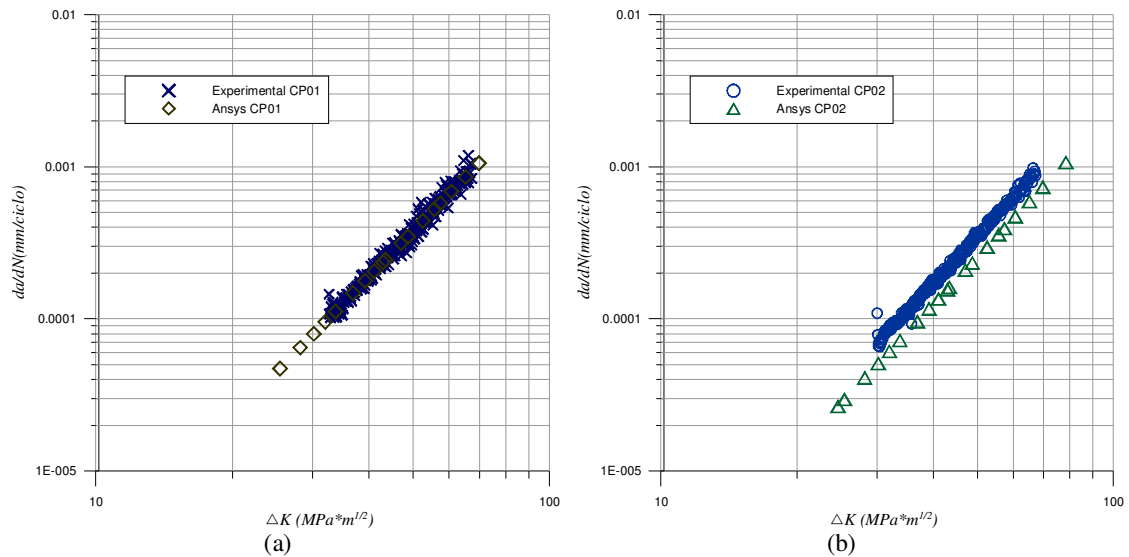 0.01
0.001
0.0001
1E-005
da/dN(mm/ciclo)
Experimental CP01
Ansys CP01
10
100
△K (MPa*m^1/2)
(a)
0.01
0.001
0.0001
1E-005
da/dN(mm/ciclo)
Experimental CP02
Ansys CP02
10
100
△K (MPa*m^1/2)
(b)